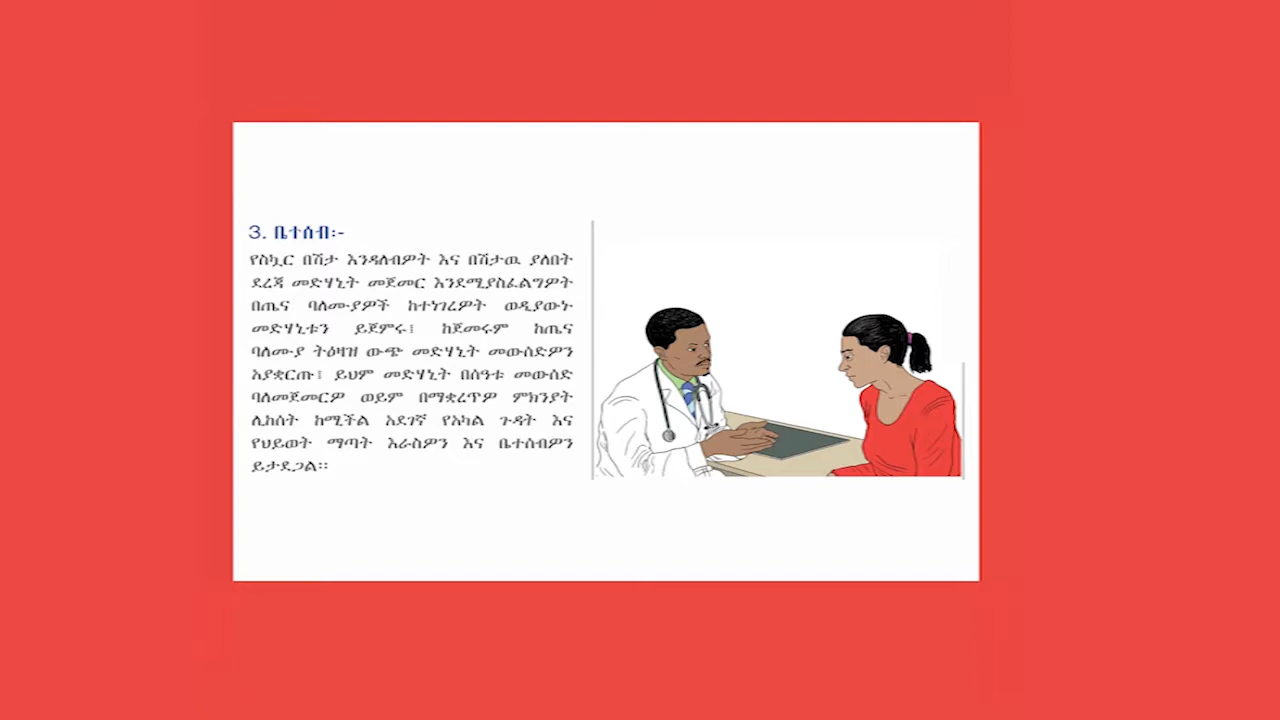 3. ቤተሰብ፡-
የስኳር በሽታ እንዳለብዎት እና በሽታዉ ያለበት
ደረጃ መድሃኒት መጀመር እንደሚያስፈልግዎት
በጤና ባለሙያዎች ከተነገረዎት ወዲያውኑ
መድሃኒቱን ይጀምሩ፤ ከጀመሩም ከጤና
ባለሙያ ትዕዛዝ ውጭ መድሃኒት መውሰድዎን
አያቋርጡ፤ ይህም መድሃኒት በሰዓቱ መውሰድ
ባለመጀመርዎ ወይም በማቋረጥዎ ምክንያት
ሊከሰት ከሚችል አደገኛ የአካል ጉዳት እና
የህይወት ማጣት እራስዎን እና ቤተሰብዎን
ይታደጋል፡፡